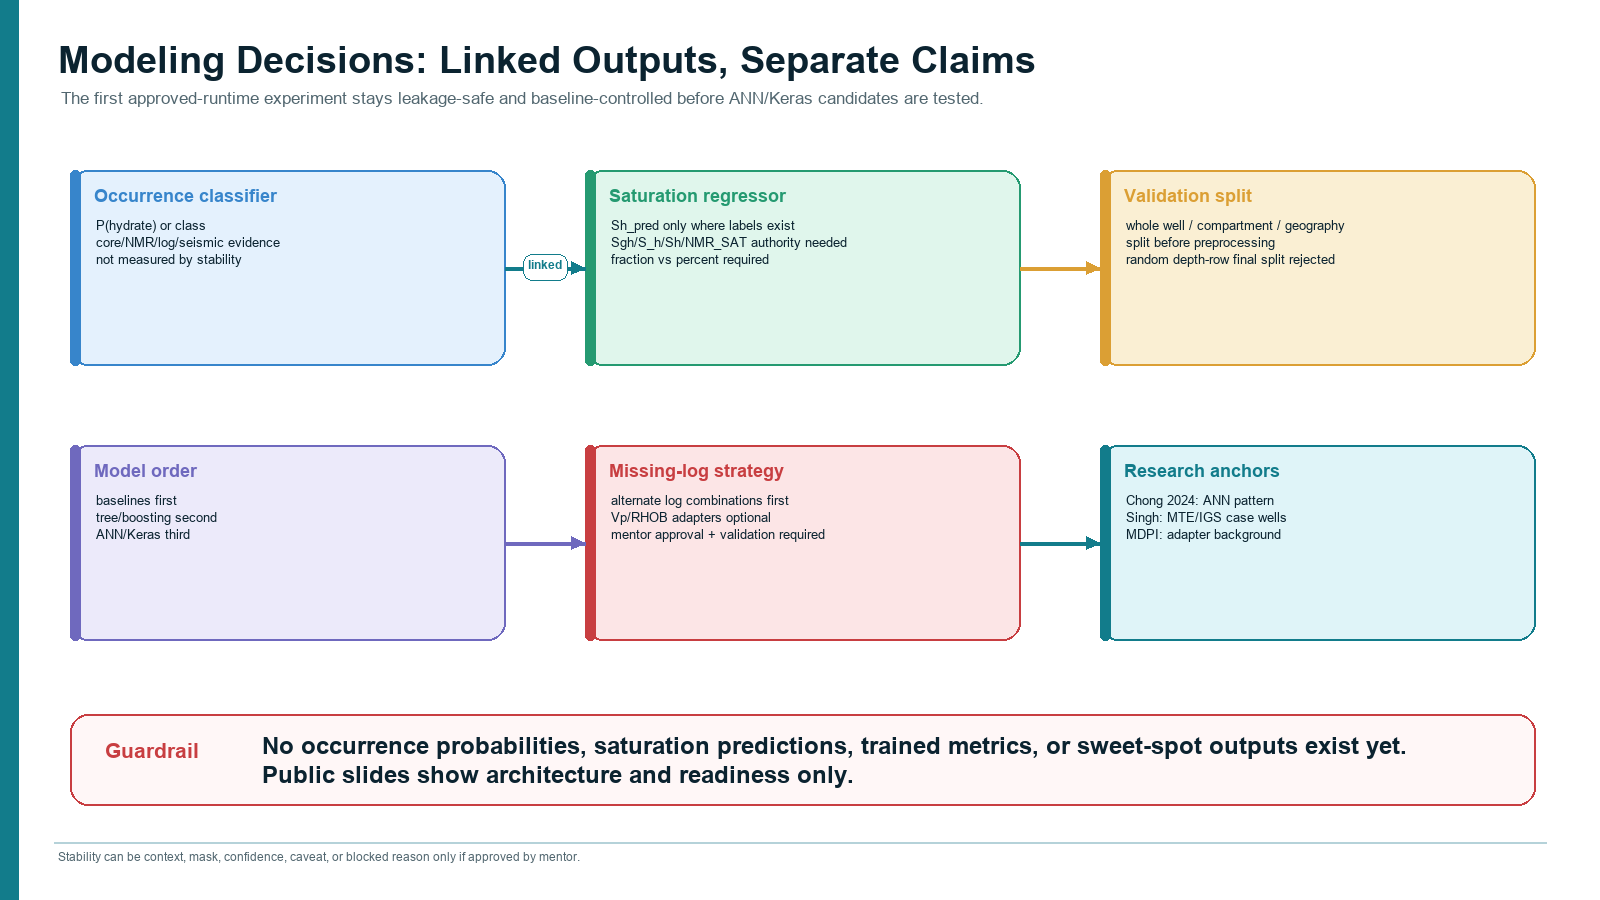 Modeling Decisions: Linked Outputs, Separate Claims
The first approved-runtime experiment stays leakage-safe and baseline-controlled before ANN/Keras candidates are tested.
Occurrence classifier
P(hydrate) or class
core/NMR/log/seismic evidence
not measured by stability
linked
Saturation regressor
Sh_pred only where labels exist
Sgh/S_h/Sh/NMR_SAT authority needed
fraction vs percent required
Validation split
whole well / compartment / geography
split before preprocessing
random depth-row final split rejected
Model order
baselines first
tree/boosting second
ANN/Keras third
Missing-log strategy
alternate log combinations first
Vp/RHOB adapters optional
mentor approval + validation required
Research anchors
Chong 2024: ANN pattern
Singh: MTE/IGS case wells
MDPI: adapter background
Guardrail
No occurrence probabilities, saturation predictions, trained metrics, or sweet-spot outputs exist yet.
Public slides show architecture and readiness only.
Stability can be context, mask, confidence, caveat, or blocked reason only if approved by mentor.